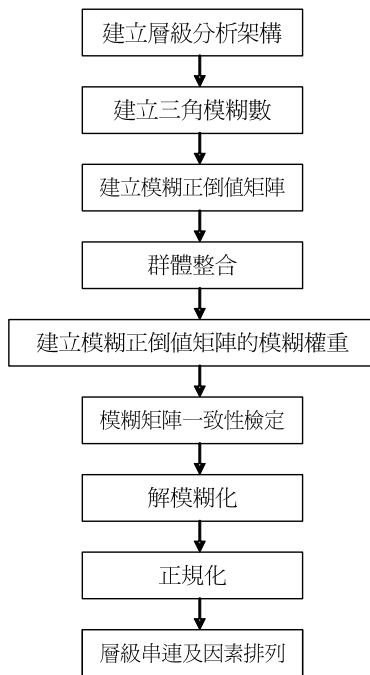 建立層級分析架構
建立三角模糊數
建立模糊正倒值矩陣
群體整合
建立模糊正倒值矩陣的模糊權重
模糊矩陣一致性檢定
解模糊化
正規化
層級串連及因素排列